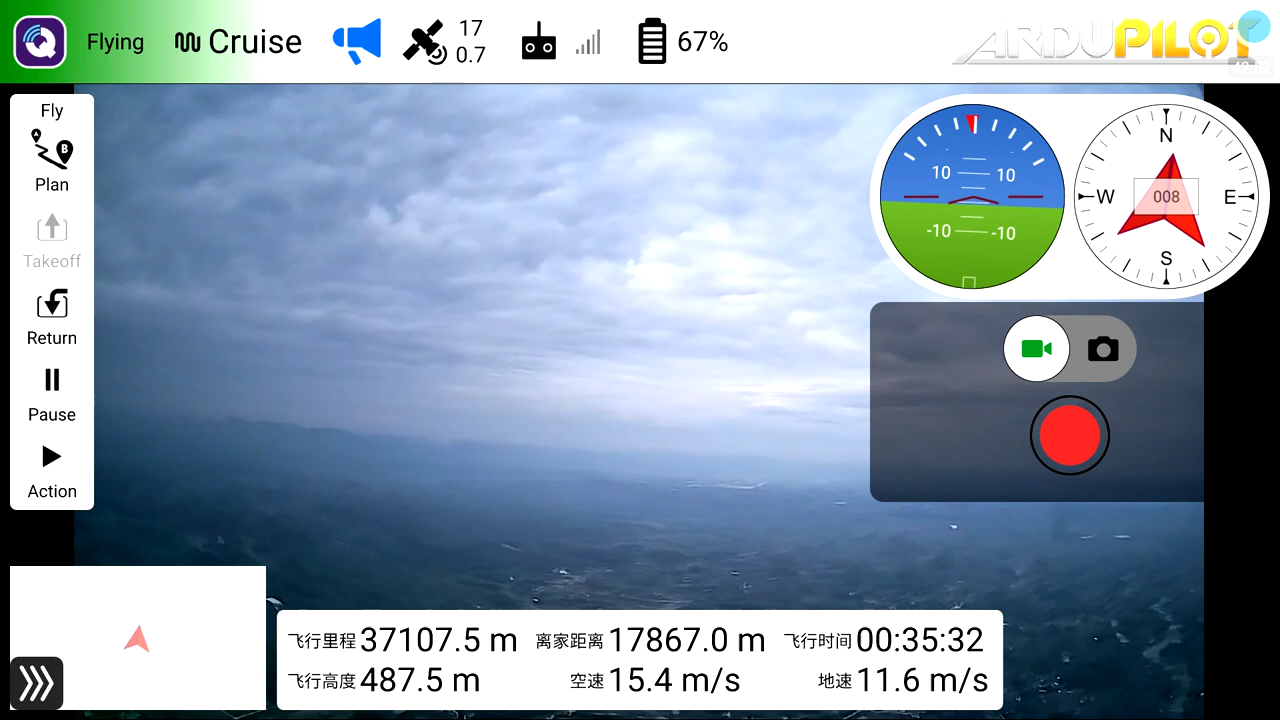 Flying
Cruise
17
0.7
67%
ARDUPILOT
Fly
Plan
Takeoff
Return
Pause
Action
10 10
-10 -10
N
W 008 E
S
飞行里程 37107.5 m 离家距离 17867.0 m 飞行时间 00:35:32
飞行高度 487.5 m 空速 15.4 m/s 地速 11.6 m/s